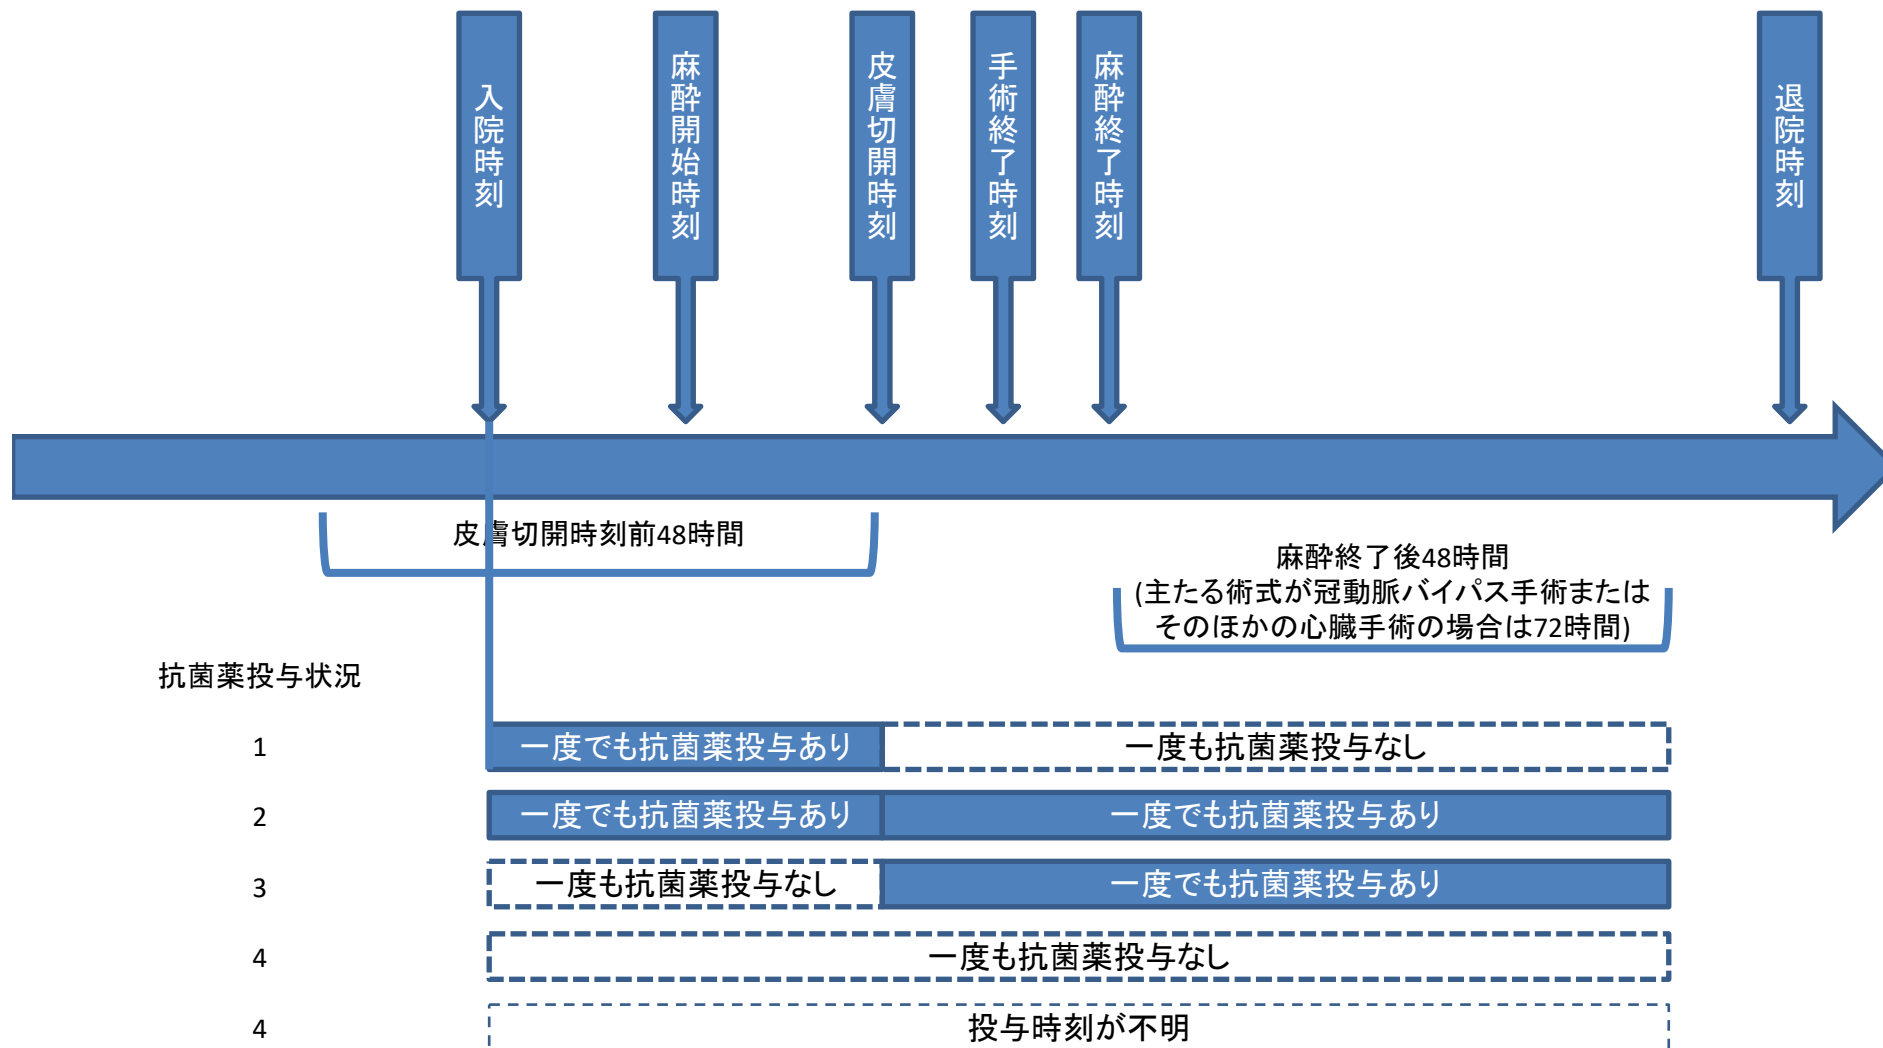 入院時刻
麻酔開始時刻
皮膚切開時刻
手術終了時刻
麻酔終了時刻
退院時刻
皮膚切開時刻前48時間
麻酔終了後48時間
(主たる術式が冠動脈バイパス手術または
そのほかの心臓手術の場合は72時間)
抗菌薬投与状況
1 一度でも抗菌薬投与あり 一度も抗菌薬投与なし
2 一度でも抗菌薬投与あり 一度でも抗菌薬投与あり
3 一度も抗菌薬投与なし 一度でも抗菌薬投与あり
4 一度も抗菌薬投与なし
4 投与時刻が不明